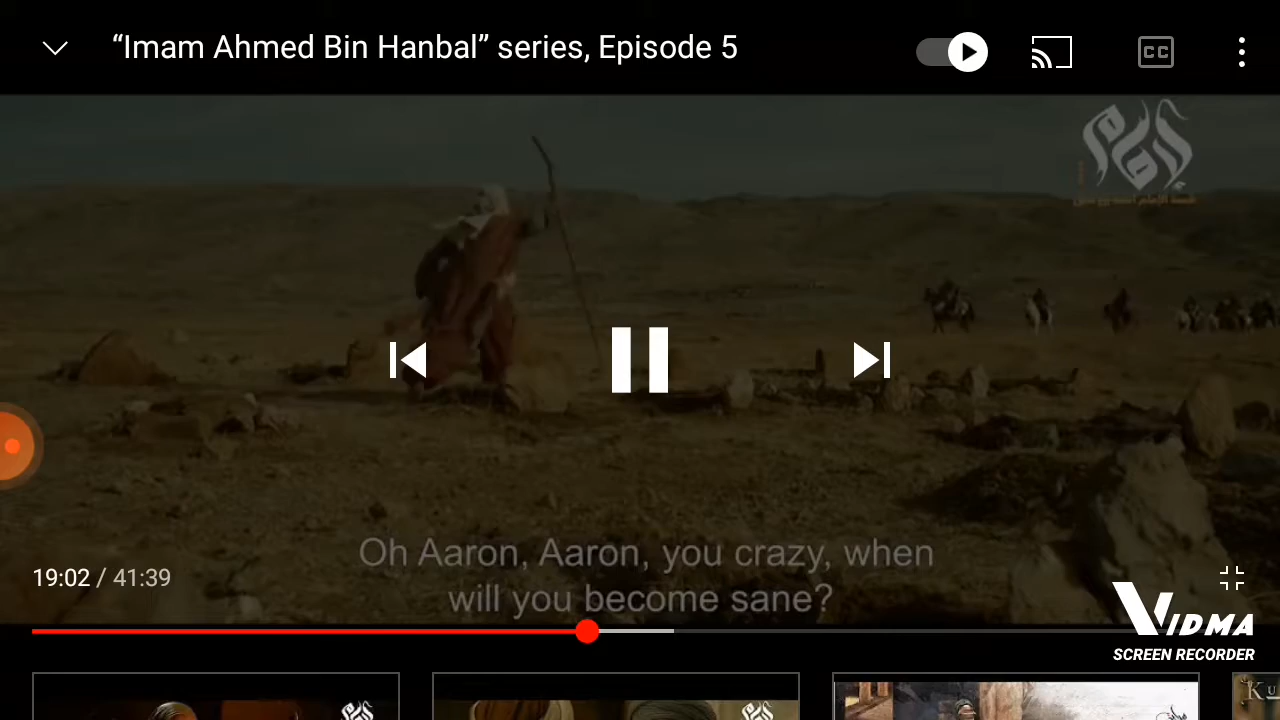 “Imam Ahmed Bin Hanbal” series, Episode 5
CC
Oh Aaron, Aaron, you crazy, when
will you become sane?
19:02 / 41:39
VIDMA
SCREEN RECORDER